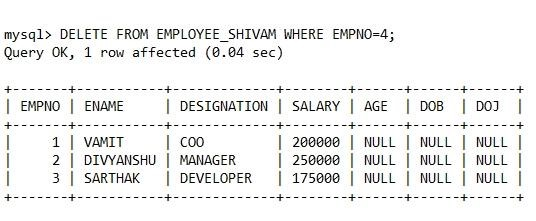 mysql> DELETE FROM EMPLOYEE_SHIVAM WHERE EMPNO=4;
Query OK, 1 row affected (0.04 sec)
+-------+-----------+-------------+--------+------+------+------+
| EMPNO | ENAME | DESIGNATION | SALARY | AGE | DOB | DOJ |
+-------+-----------+-------------+--------+------+------+------+
| 1 | VAMIT | COO | 200000 | NULL | NULL | NULL |
| 2 | DIVYANSHU | MANAGER | 250000 | NULL | NULL | NULL |
| 3 | SARTHAK | DEVELOPER | 175000 | NULL | NULL | NULL |
+-------+-----------+-------------+--------+------+------+------+